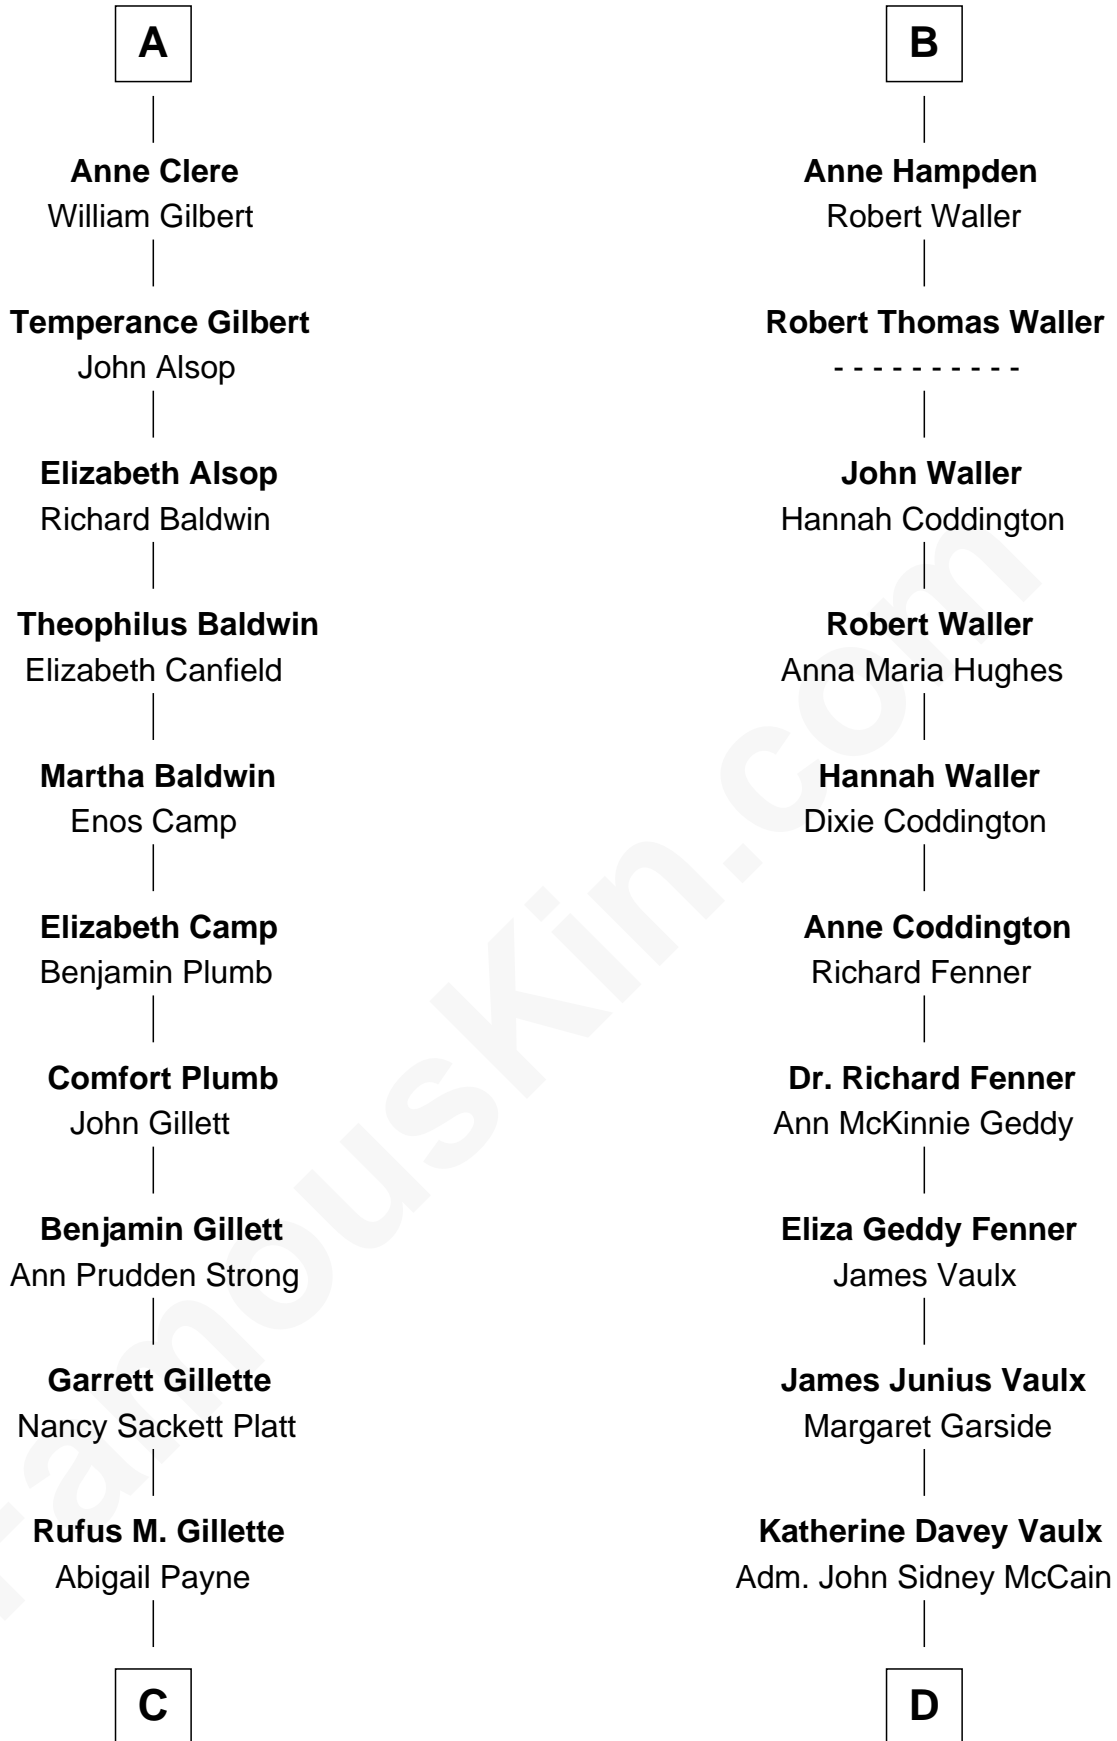 A
Anne Clere
William Gilbert
Temperance Gilbert
John Alsop
Elizabeth Alsop
Richard Baldwin
Theophilus Baldwin
Elizabeth Canfield
Martha Baldwin
Enos Camp
Elizabeth Camp
Benjamin Plumb
Comfort Plumb
John Gillett
Benjamin Gillett
Ann Prudden Strong
Garrett Gillette
Nancy Sackett Platt
Rufus M. Gillette
Abigail Payne
C
B
Anne Hampden
Robert Waller
Robert Thomas Waller
- - - - - - - - - -
John Waller
Hannah Coddington
Robert Waller
Anna Maria Hughes
Hannah Waller
Dixie Coddington
Anne Coddington
Richard Fenner
Dr. Richard Fenner
Ann McKinnie Geddy
Eliza Geddy Fenner
James Vaulx
James Junius Vaulx
Margaret Garside
Katherine Davey Vaulx
Adm. John Sidney McCain
D
FamousKin.com